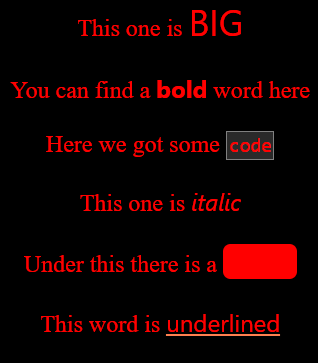 This one is BIG
You can find a bold word here
Here we got some code
This one is italic
Under this there is a
This word is underlined